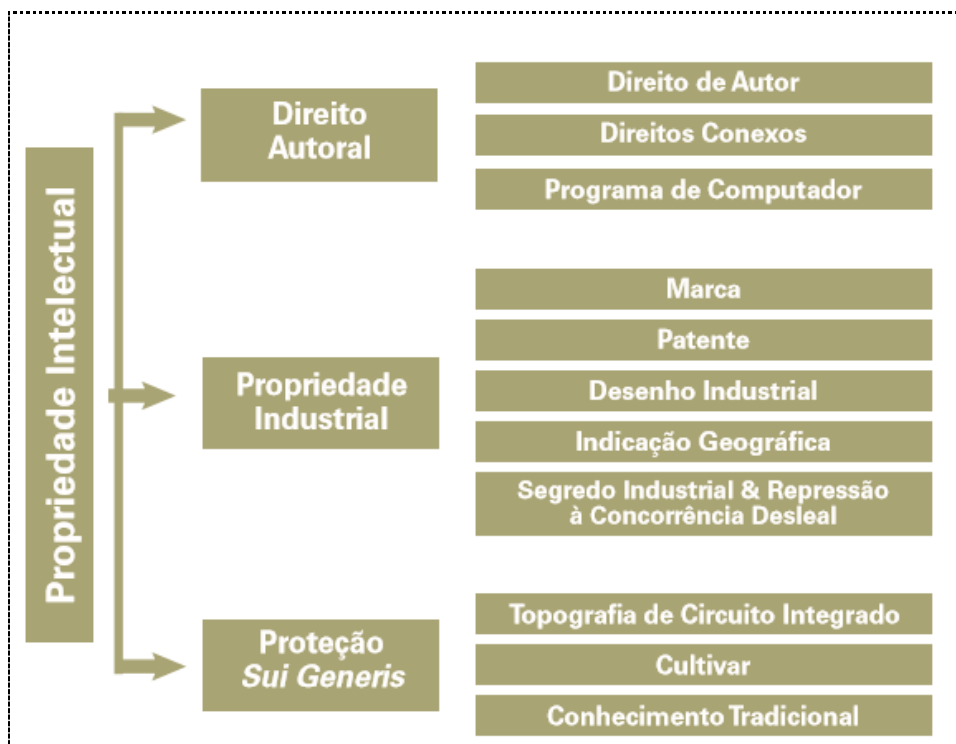 Propriedade Intelectual
Direito
Autoral
Direito de Autor
Direitos Conexos
Programa de Computador
Propriedade
Industrial
Marca
Patente
Desenho Industrial
Indicação Geográfica
Segredo Industrial & Repressão
à Concorrência Desleal
Proteção
Sui Generis
Topografia de Circuito Integrado
Cultivar
Conhecimento Tradicional